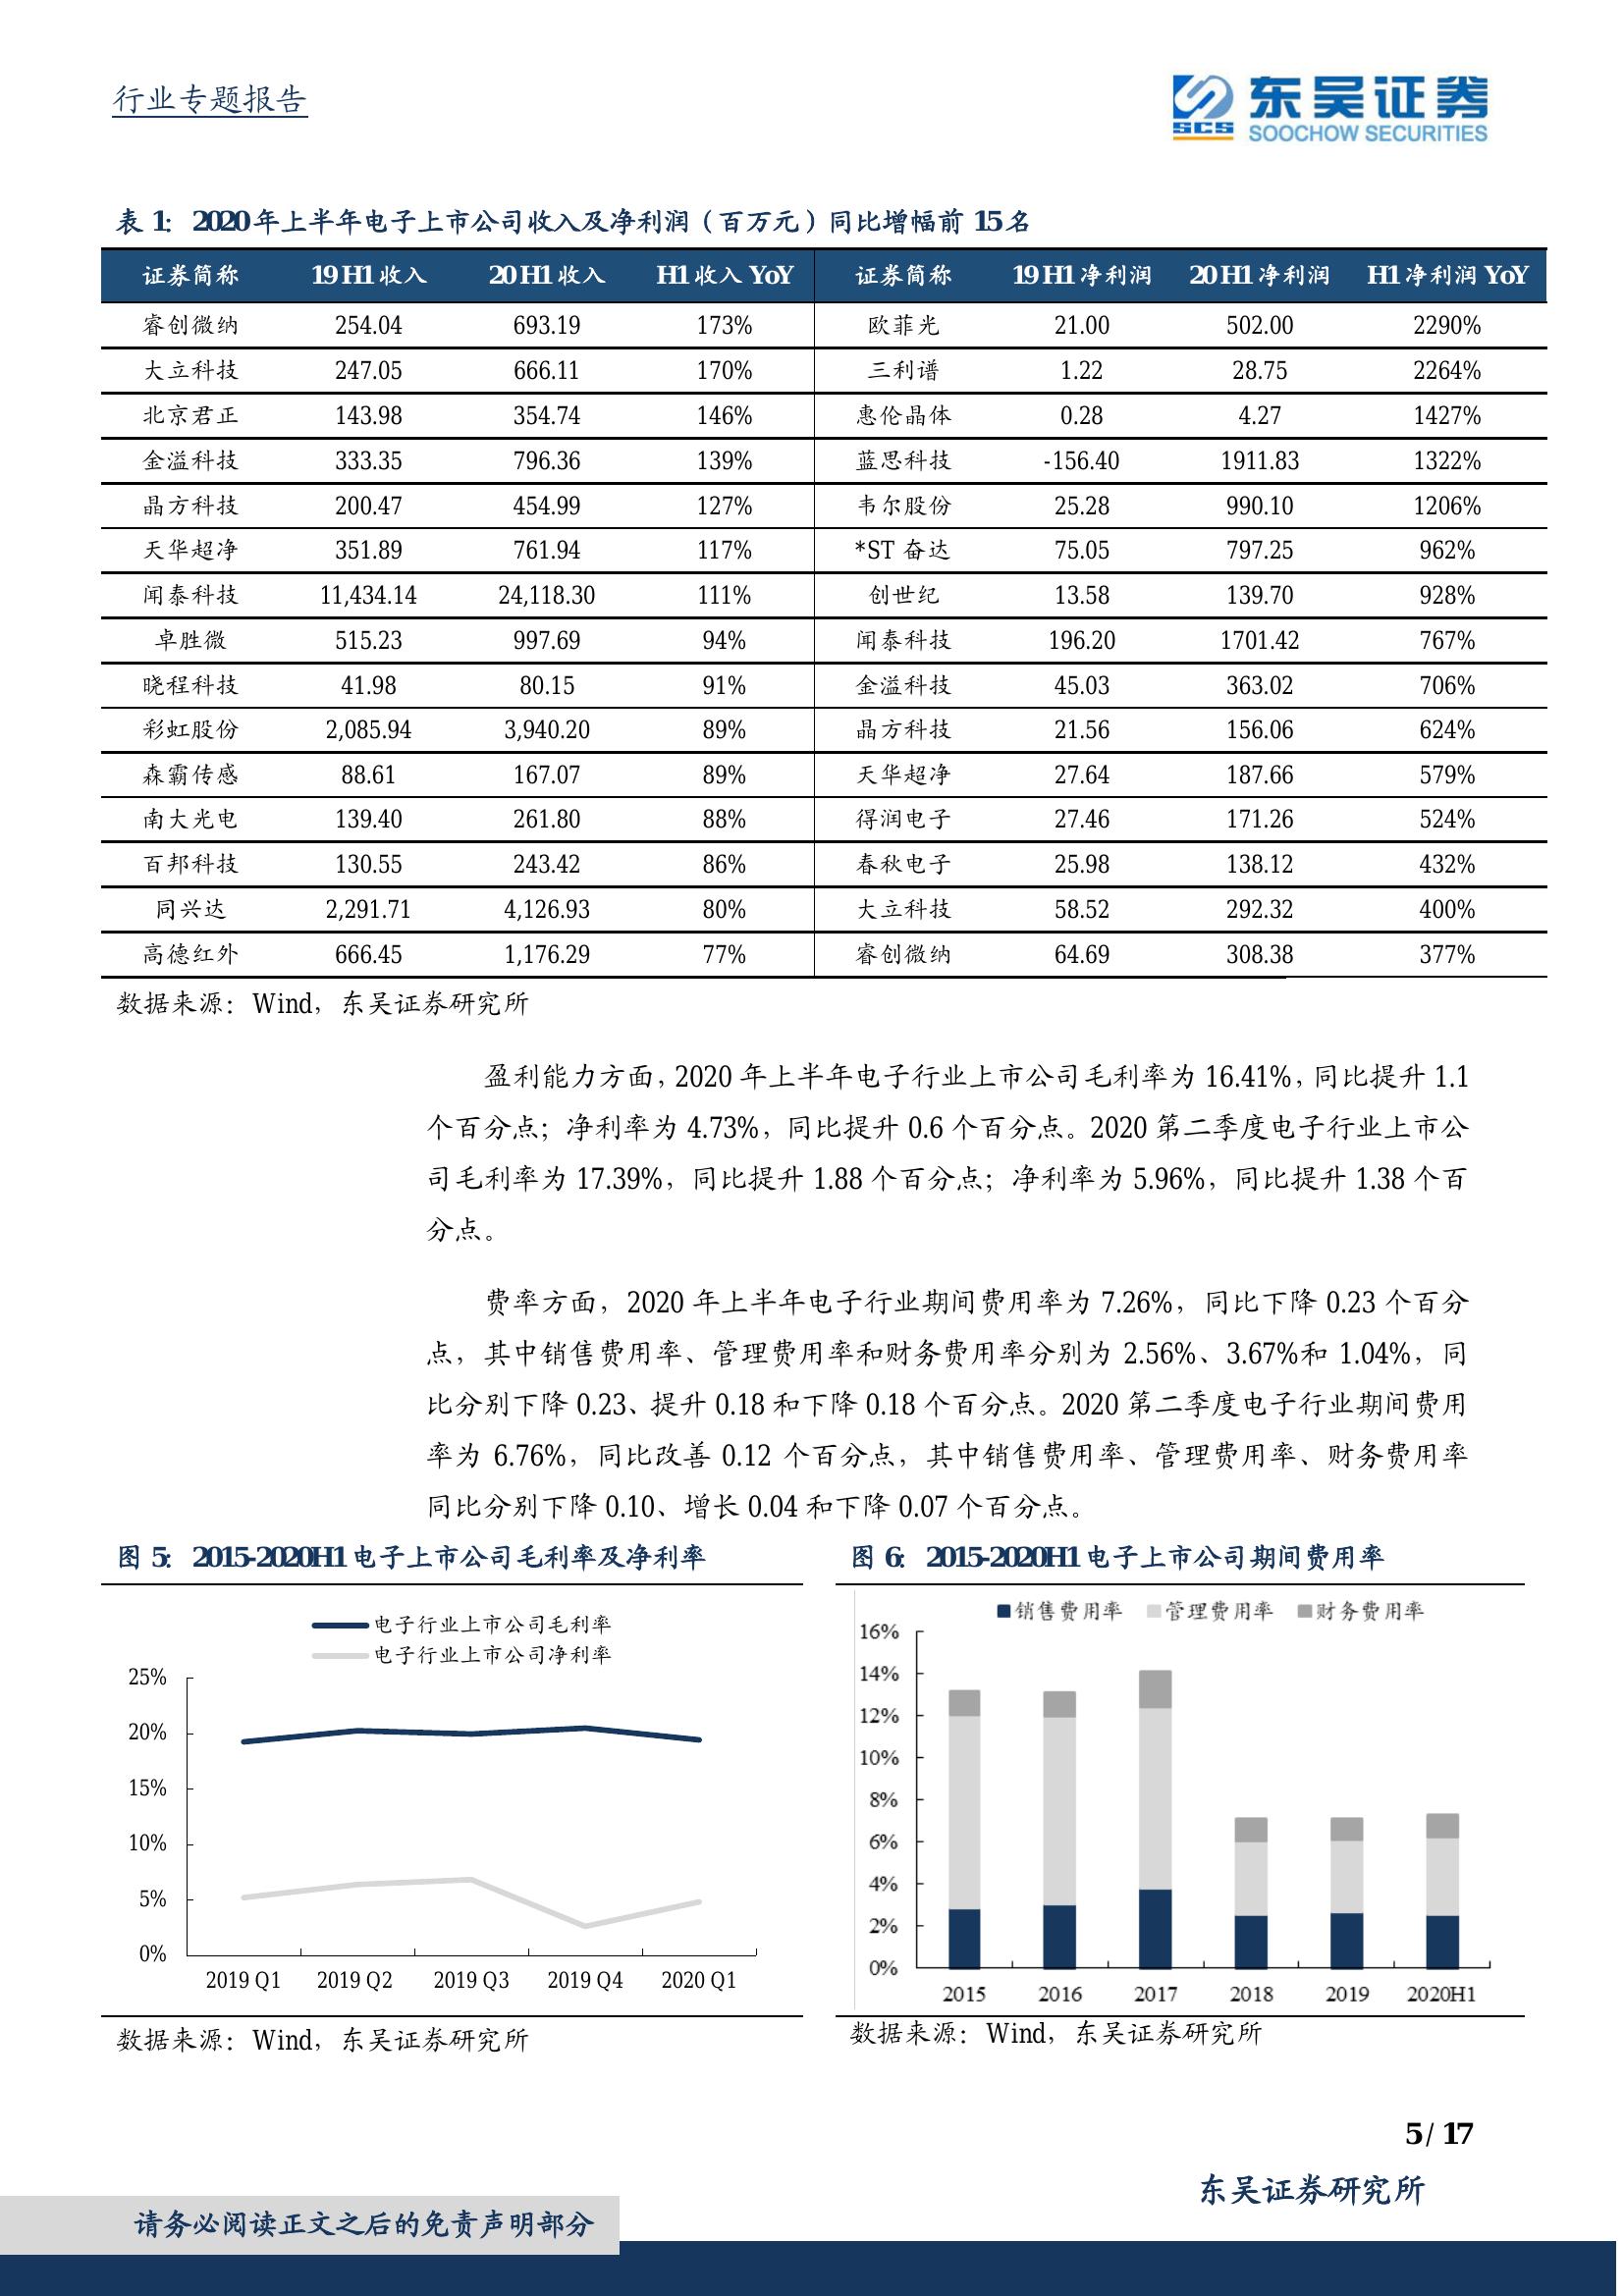 行业专题报告
SCS
东吴证券
SOOCHOW SECURITIES
表 1: 2020 年上半年电子上市公司收入及净利润（百万元）同比增幅前 15 名
证券简称 19 H1 收入 20 H1 收入 H1 收入 YoY 证券简称 19 H1 净利润 20 H1 净利润 H1 净利润 YoY
睿创微纳 254.04 693.19 173% 欧菲光 21.00 502.00 2290%
大立科技 247.05 666.11 170% 三利谱 1.22 28.75 2264%
北京君正 143.98 354.74 146% 惠伦晶体 0.28 4.27 1427%
金溢科技 333.35 796.36 139% 蓝思科技 -156.40 1911.83 1322%
晶方科技 200.47 454.99 127% 韦尔股份 25.28 990.10 1206%
天华超净 351.89 761.94 117% *ST 奋达 75.05 797.25 962%
闻泰科技 11,434.14 24,118.30 111% 创世纪 13.58 139.70 928%
卓胜微 515.23 997.69 94% 闻泰科技 196.20 1701.42 767%
晓程科技 41.98 80.15 91% 金溢科技 45.03 363.02 706%
彩虹股份 2,085.94 3,940.20 89% 晶方科技 21.56 156.06 624%
森霸传感 88.61 167.07 89% 天华超净 27.64 187.66 579%
南大光电 139.40 261.80 88% 得润电子 27.46 171.26 524%
百邦科技 130.55 243.42 86% 春秋电子 25.98 138.12 432%
同兴达 2,291.71 4,126.93 80% 大立科技 58.52 292.32 400%
高德红外 666.45 1,176.29 77% 睿创微纳 64.69 308.38 377%
数据来源：Wind，东吴证券研究所
盈利能力方面，2020 年上半年电子行业上市公司毛利率为 16.41%，同比提升 1.1
个百分点；净利率为 4.73%，同比提升 0.6 个百分点。2020 第二季度电子行业上市公
司毛利率为 17.39%，同比提升 1.88 个百分点；净利率为 5.96%，同比提升 1.38 个百
分点。
费率方面，2020 年上半年电子行业期间费用率为 7.26%，同比下降 0.23 个百分
点，其中销售费用率、管理费用率和财务费用率分别为 2.56%、3.67%和 1.04%，同
比分别下降 0.23、提升 0.18 和下降 0.18 个百分点。2020 第二季度电子行业期间费用
率为 6.76%，同比改善 0.12 个百分点，其中销售费用率、管理费用率、财务费用率
同比分别下降 0.10、增长 0.04 和下降 0.07 个百分点。
图 5: 2015-2020H1 电子上市公司毛利率及净利率
电子行业上市公司毛利率
电子行业上市公司净利率
25%
20%
15%
10%
5%
0%
2019 Q1 2019 Q2 2019 Q3 2019 Q4 2020 Q1
数据来源：Wind，东吴证券研究所
图 6: 2015-2020H1 电子上市公司期间费用率
销售费用率 管理费用率 财务费用率
16%
14%
12%
10%
8%
6%
4%
2%
0%
2015 2016 2017 2018 2019 2020H1
数据来源：Wind，东吴证券研究所
5 / 17
东吴证券研究所
请务必阅读正文之后的免责声明部分